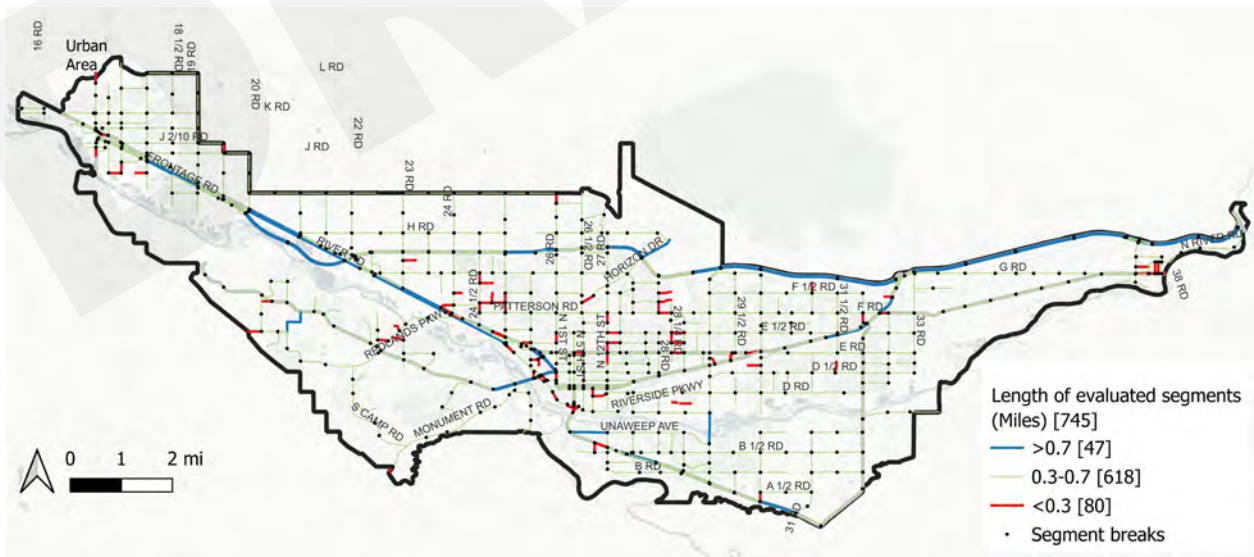 16 RD
Urban
Area
18 1/2 RD
19 RD
L RD
20 RD
K RD
22 RD
J 2/10 RD
J RD
FRONTAGE RD
23 RD
24 RD
H RD
26 RD
26 1/2 RD
27 RD
HORIZON DR
RIVER RD
N RIVER RD
G RD
38 RD
24 1/2 RD
PATTERSON RD
F 1/2 RD
31 1/2 RD
F RD
33 RD
REDLANDS PKWY
N 1ST ST
N 5TH ST
N 12TH ST
28 1/4 RD
28 RD
29 1/2 RD
E 1/2 RD
E RD
D 1/2 RD
D RD
RIVERSIDE PKWY
S CAMP RD
MONUMENT RD
UNAWEEP AVE
B 1/2 RD
B RD
A 1/2 RD
31 RD
0 1 2 mi
Length of evaluated segments
(Miles) [745]
>0.7 [47]
0.3-0.7 [618]
<0.3 [80]
Segment breaks